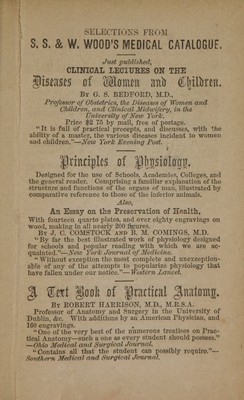 SELECTIONS FROM
S. S. & W. WOOD'S MEDICAL CATALOGUE.
Just published,
CLINICAL LECTURES ON THE
Diseases of Women and Children.
BY G. S. BEDFORD, M.D.,
Professor of Obstetrics, the Diseases of Women and
Children, and Clinical Midwifery, in the
University of New York.
Price $2 75 by mail, free of postage.
"It is full of practical precepts, and discusses, with the
ability of a master, the various diseases incident to women
and children."—New York Evening Post.
Principles of Physiology.
Designed for the use of Schools, Academies, Colleges, and
the general reader. Comprising a familiar explanation of the
structure and functions of the organs of man, illustrated by
comparative reference to those of the inferior animals.
Also,
An Essay on the Preservation of Health,
With fourteen quarto plates, and over eighty engravings on
wood, making in all nearly 200 figures.
BY J. C. COMSTOCK AND B. M. COMINGS, M.D.
"By far the best illustrated work of physiology designed
for schools and popular reading with which we are ac-
quainted."—New York Journal of Medicine.
"Without exception the most complete and unexception-
able of any of the attempts to popularize physiology that
have fallen under our notice."—Western Lancet.
A Text Book of Practical Anatomy.
BY ROBERT HARRISON, M.D., M.R.S.A.
Professor of Anatomy and Surgery in the University of
Dublin, &c. With additions by an American Physician, and
160 engravings.
"One of the very best of the numerous treatises on Prac-
tical Anatomy—such a one as every student should possess."
—Ohio Medical and Surgical Journal.
"Contains all that the student can possibly require."—
Southern Medical and Surgical Journal.